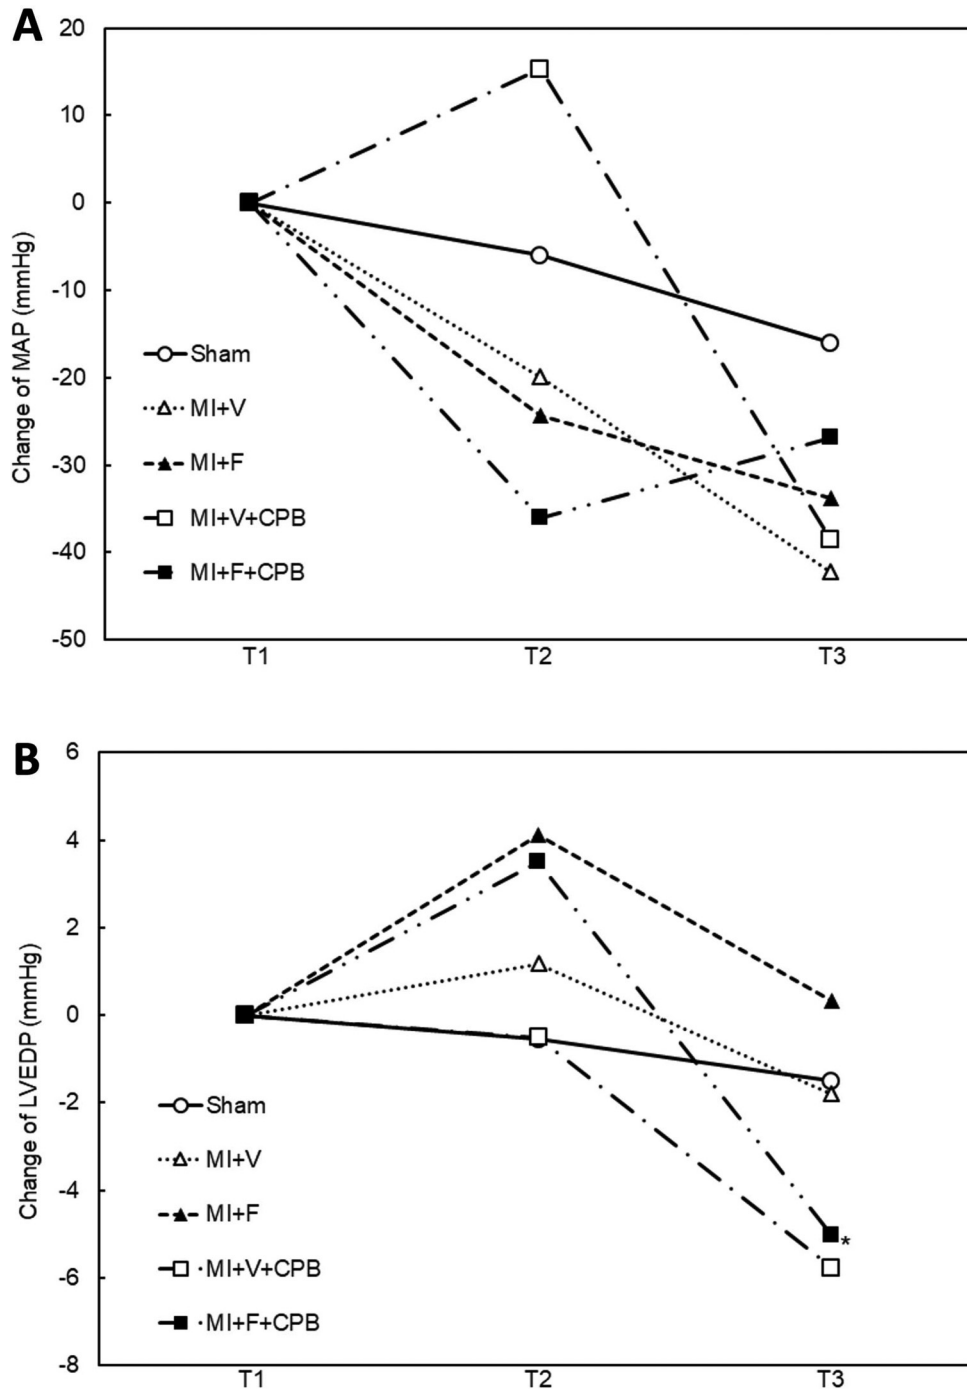 A
20
10
0
-10
-20
-30
-40
-50
Change of MAP (mmHg)
Sham
MI+V
MI+F
MI+V+CPB
MI+F+CPB
T1 T2 T3
B
6
4
2
0
-2
-4
-6
-8
Change of LVEDP (mmHg)
Sham
MI+V
MI+F
MI+V+CPB
MI+F+CPB
*
T1 T2 T3